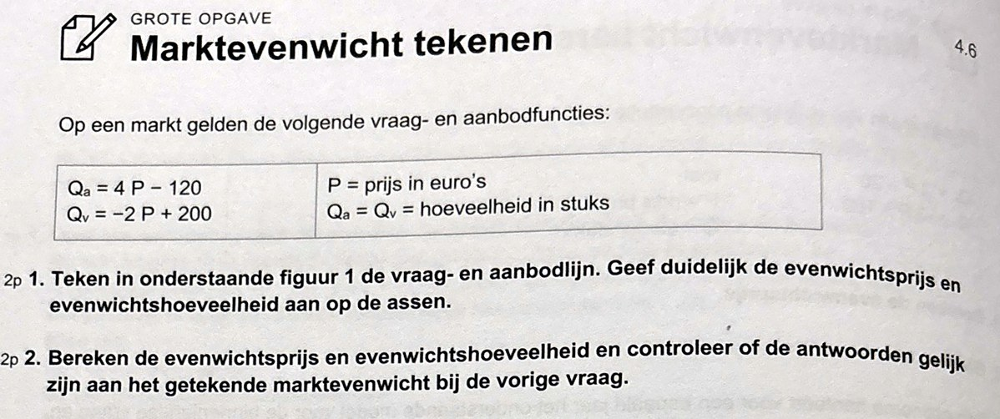 GROTE OPGAVE
Marktevenwicht tekenen
4.6
Op een markt gelden de volgende vraag- en aanbodfuncties:
Qa = 4 P – 120
Qv = –2 P + 200
P = prijs in euro's
Qa = Qv = hoeveelheid in stuks
2p 1. Teken in onderstaande figuur 1 de vraag- en aanbodlijn. Geef duidelijk de evenwichtsprijs en
evenwichtshoeveelheid aan op de assen.
2p 2. Bereken de evenwichtsprijs en evenwichtshoeveelheid en controleer of de antwoorden gelijk
zijn aan het getekende marktevenwicht bij de vorige vraag.